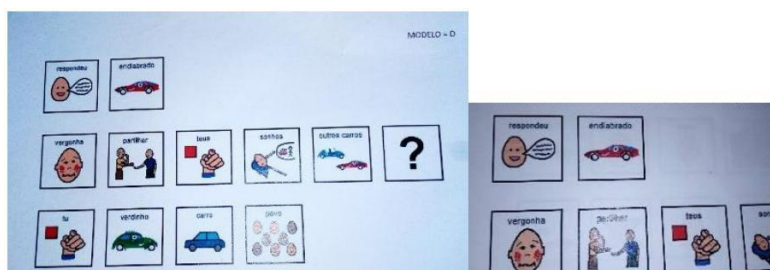 MODELO = D
respondeu endiabrado
vergonha partilhar teus sonhos outros carros ?
tu verdinho carro povo
respondeu endiabrado
vergonha partilhar teus